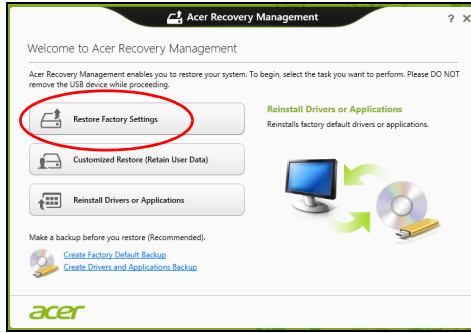 Acer Recovery Management
? X
Welcome to Acer Recovery Management
Acer Recovery Management enables you to restore your system. To begin, select the task you want to perform. Please DO NOT
remove the USB device while proceeding.
Restore Factory Settings
Customized Restore (Retain User Data)
Reinstall Drivers or Applications
Reinstall Drivers or Applications
Reinstalls factory default drivers or applications.
Make a backup before you restore (Recommended).
Create Factory Default Backup
Create Drivers and Applications Backup
acer